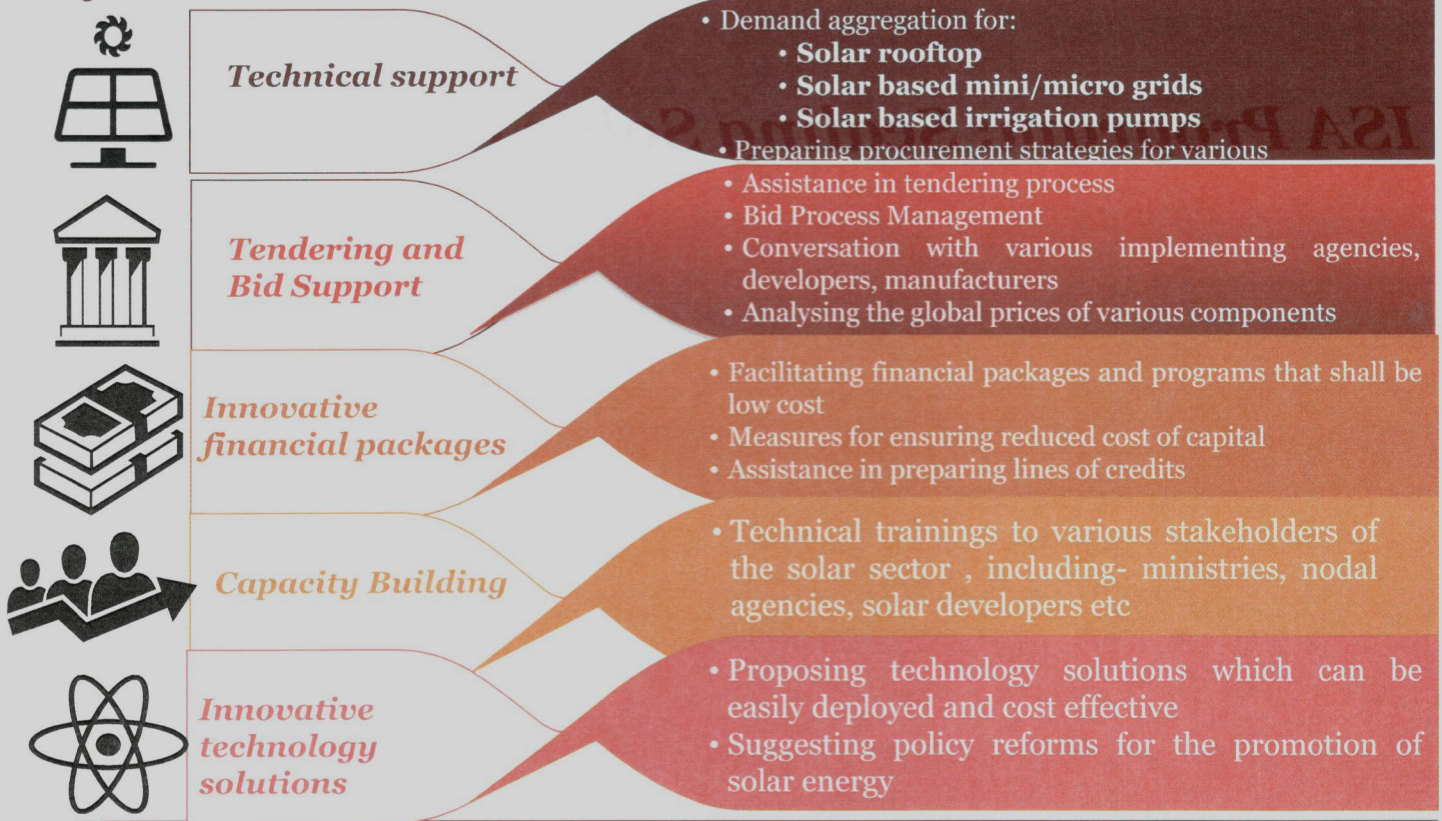 Technical support
• Demand aggregation for:
• Solar rooftop
• Solar based mini/micro grids
• Solar based irrigation pumps
• Preparing procurement strategies for various
Tendering and
Bid Support
• Assistance in tendering process
• Bid Process Management
• Conversation with various implementing agencies,
developers, manufacturers
• Analysing the global prices of various components
Innovative
financial packages
• Facilitating financial packages and programs that shall be
low cost
• Measures for ensuring reduced cost of capital
• Assistance in preparing lines of credits
Capacity Building
• Technical trainings to various stakeholders of
the solar sector , including- ministries, nodal
agencies, solar developers etc
Innovative
technology
solutions
• Proposing technology solutions which can be
easily deployed and cost effective
• Suggesting policy reforms for the promotion of
solar energy